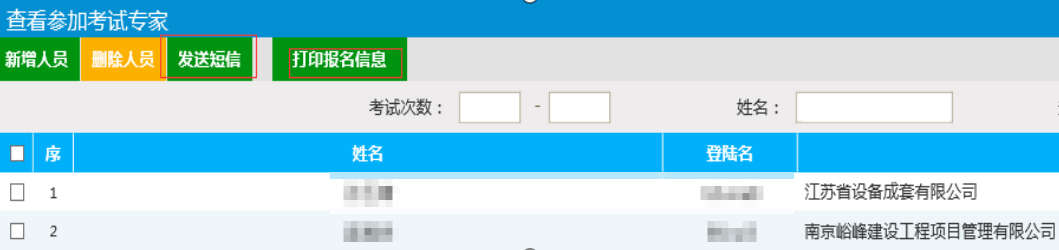 查看参加考试专家
新增人员 删除人员 发送短信 打印报名信息
考试次数： - 姓名：
序 姓名 登陆名
1 江苏省设备成套有限公司
2 南京峪峰建设工程项目管理有限公司